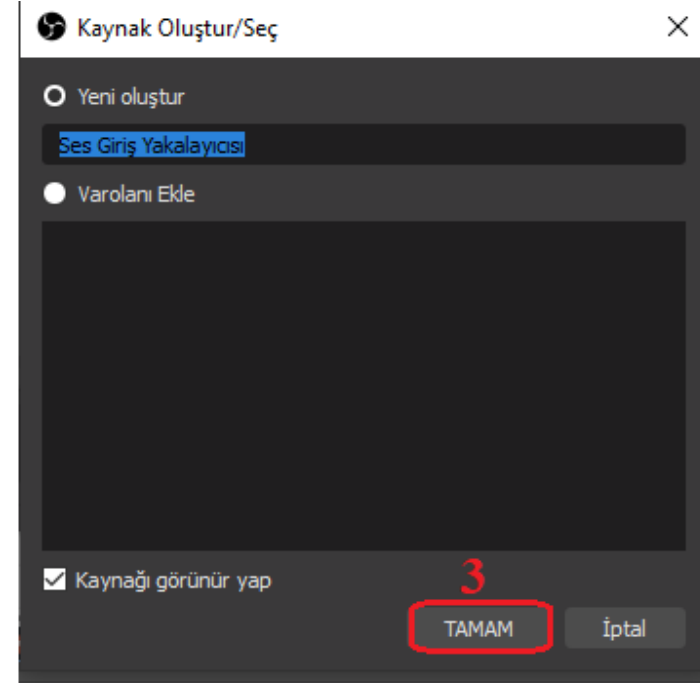 Kaynak Oluştur/Seç
Yeni oluştur
Ses Giriş Yakalayıcısı
Varolanı Ekle
Kaynağı görünür yap
3
TAMAM İptal